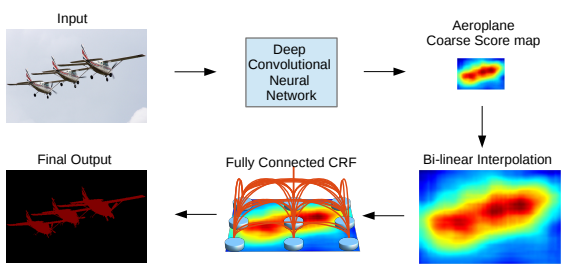 Input
Deep
Convolutional
Neural
Network
Aeroplane
Coarse Score map
Final Output
Fully Connected CRF
Bi-linear Interpolation